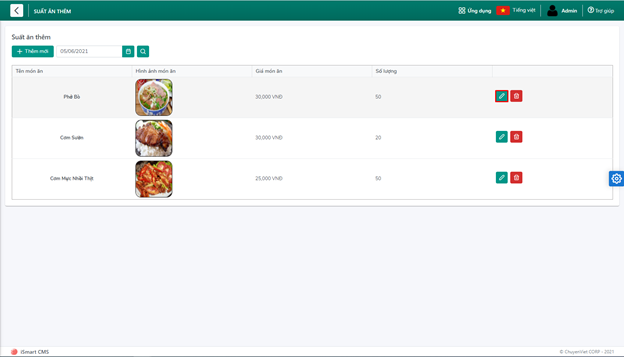 SUẤT ĂN THÊM
Ứng dụng
Tiếng việt
Admin
Trợ giúp
Suất ăn thêm
+ Thêm mới
05/06/2021
Tên món ăn
Hình ảnh món ăn
Giá món ăn
Số lượng
Phở Bò
30,000 VNĐ
50
Cơm Sườn
30,000 VNĐ
20
Cơm Mực Nhồi Thịt
25,000 VNĐ
50
iSmart CMS
© ChuyenViet CORP - 2021